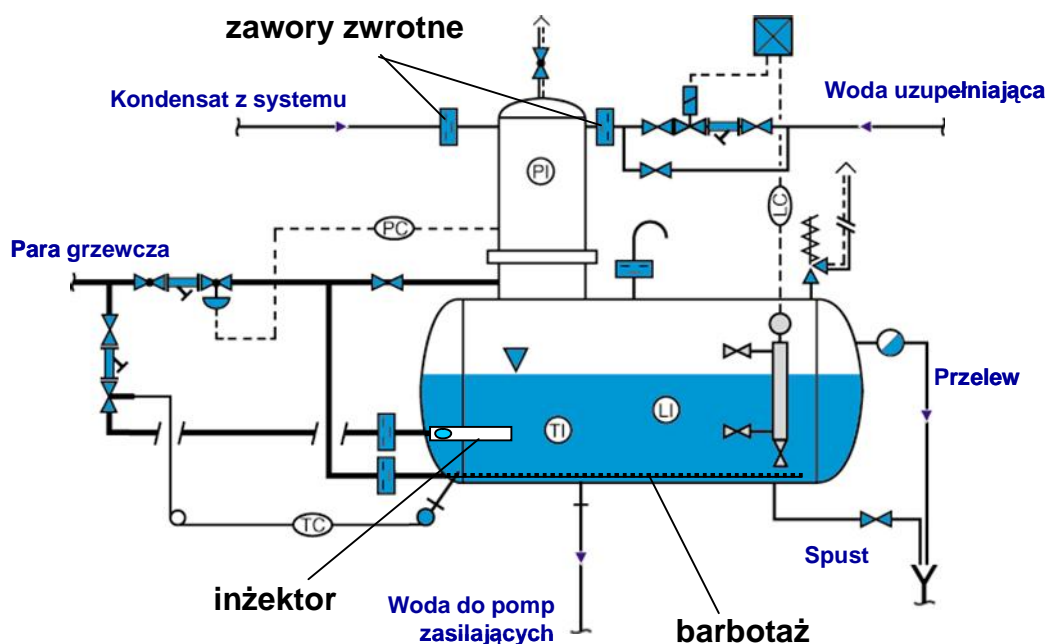 zawory zwrotne
Kondensat z systemu
Woda uzupełniająca
PI
LC
PC
Para grzewcza
LI
TI
Przelew
TC
Spust
inżektor
Woda do pomp
zasilających
barbotaż